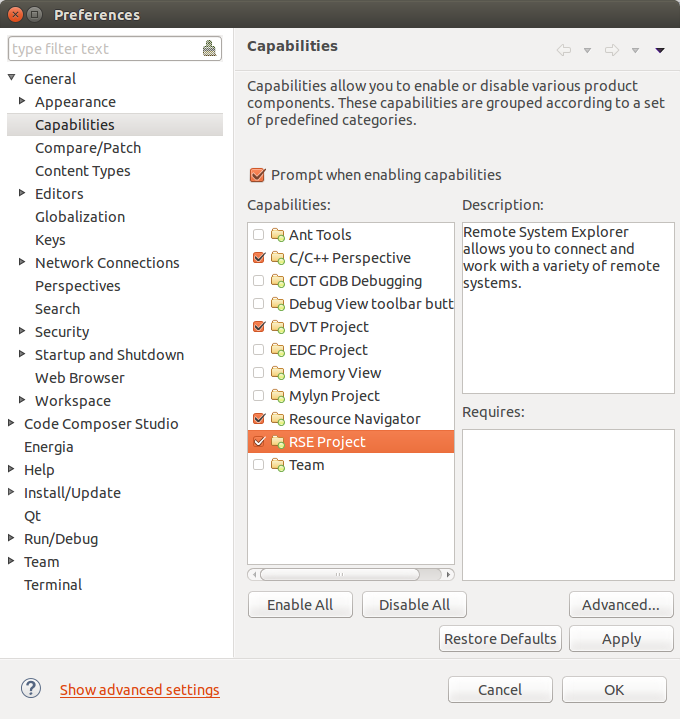 Preferences
type filter text
General
Appearance
Capabilities
Compare/Patch
Content Types
Editors
Globalization
Keys
Network Connections
Perspectives
Search
Security
Startup and Shutdown
Web Browser
Workspace
Code Composer Studio
Energia
Help
Install/Update
Qt
Run/Debug
Team
Terminal
Capabilities
Capabilities allow you to enable or disable various product
components. These capabilities are grouped according to a set
of predefined categories.
Prompt when enabling capabilities
Capabilities:
Ant Tools
C/C++ Perspective
CDT GDB Debugging
Debug View toolbar butt
DVT Project
EDC Project
Memory View
Mylyn Project
Resource Navigator
RSE Project
Team
Description:
Remote System Explorer
allows you to connect and
work with a variety of remote
systems.
Requires:
Enable All
Disable All
Advanced...
Restore Defaults
Apply
?
Show advanced settings
Cancel
OK